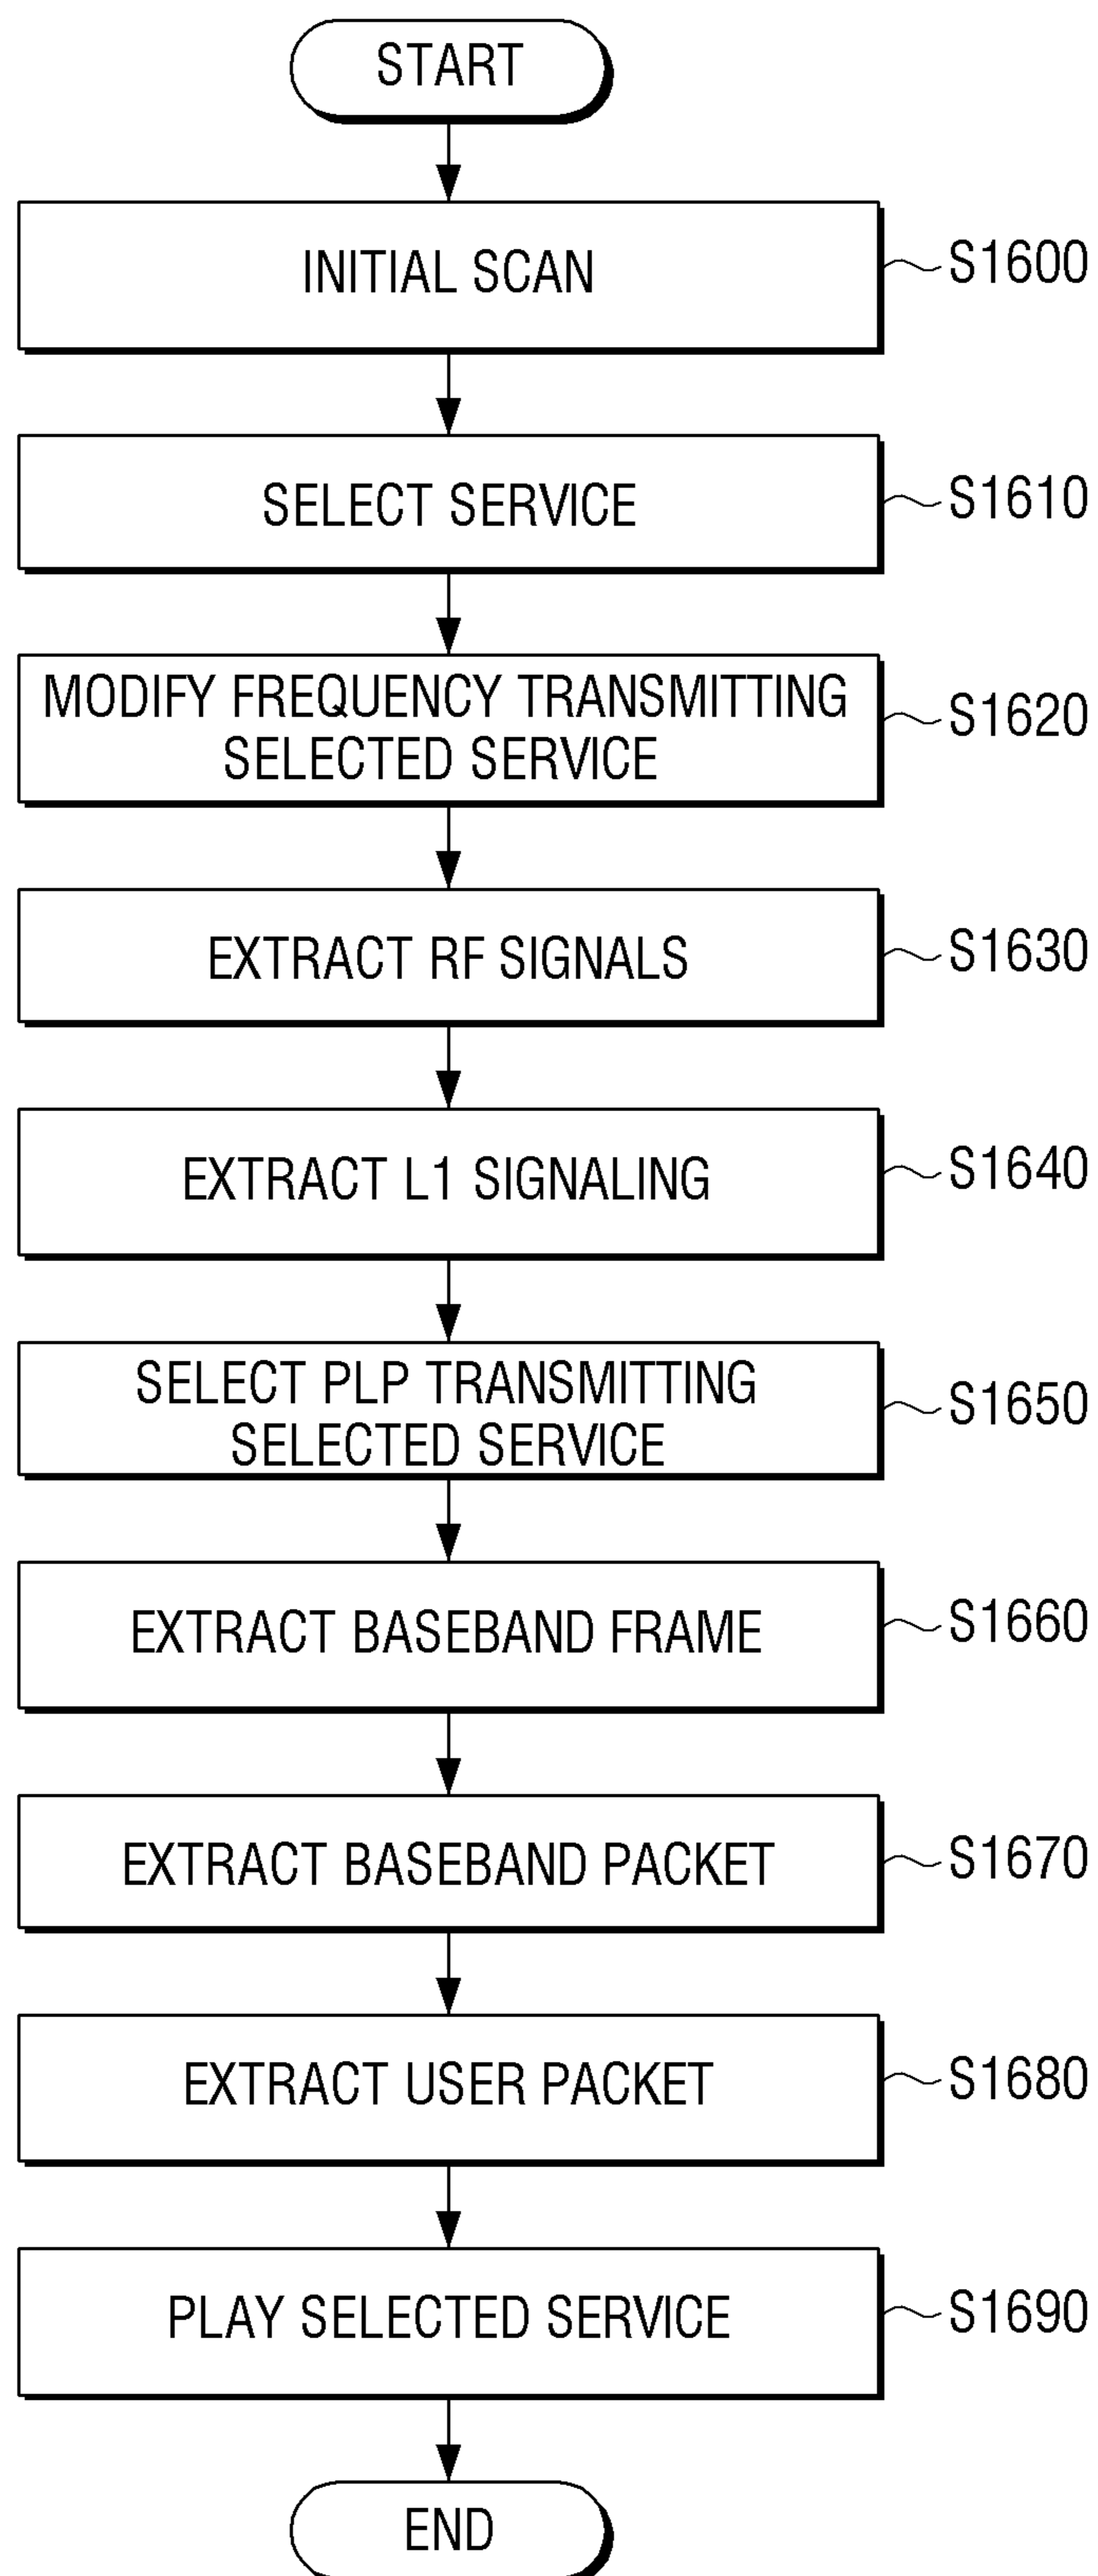 START
INITIAL SCAN
S1600
SELECT SERVICE
S1610
MODIFY FREQUENCY TRANSMITTING
SELECTED SERVICE
S1620
EXTRACT RF SIGNALS
S1630
EXTRACT L1 SIGNALING
S1640
SELECT PLP TRANSMITTING
SELECTED SERVICE
S1650
EXTRACT BASEBAND FRAME
S1660
EXTRACT BASEBAND PACKET
S1670
EXTRACT USER PACKET
S1680
PLAY SELECTED SERVICE
S1690
END